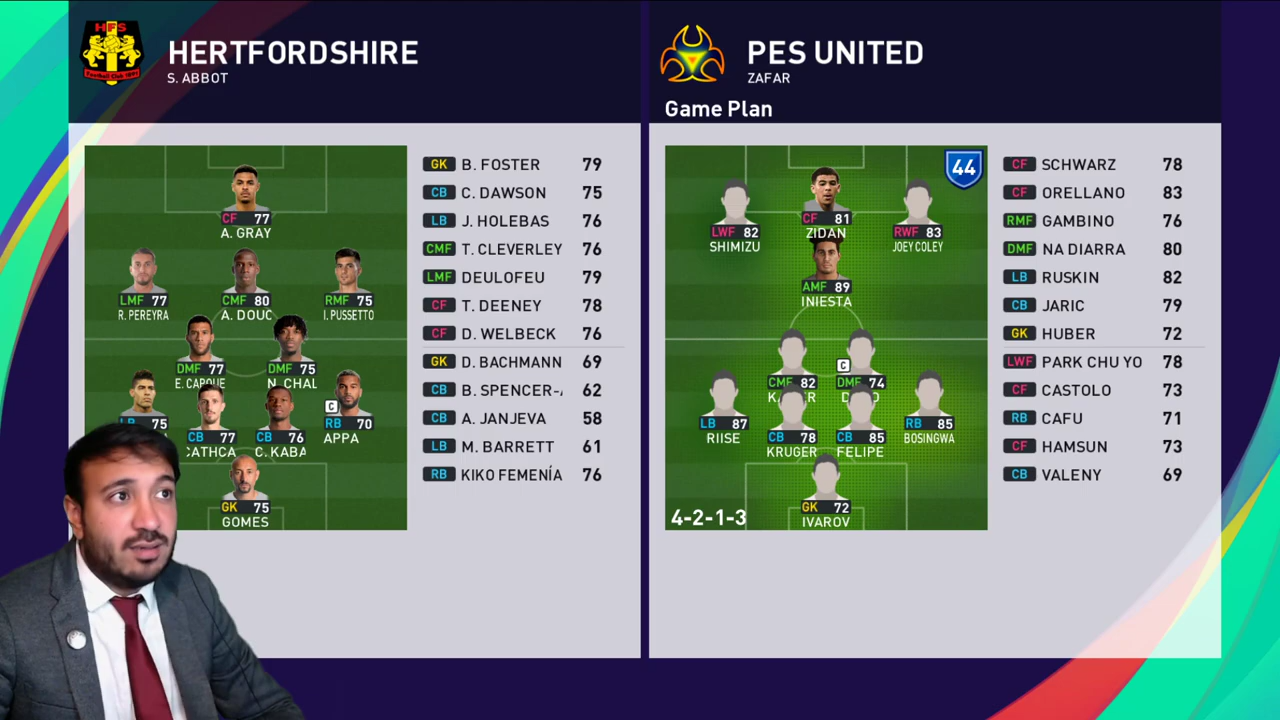 HFS
HERTFORDSHIRE
S. ABBOT
CF 77
A. GRAY
LMF 77
R. PEREYRA
CMF 80
A. DOUC
RMF 75
I. PUSSETTO
DMF 77
E. CAPOUE
DMF 75
N. CHAL
LB 75
CB 77
CATHCA
CB 76
C. KABA
C
RB 70
APPA
GK 75
GOMES
GK B. FOSTER 79
CB C. DAWSON 75
LB J. HOLEBAS 76
CMF T. CLEVERLEY 76
LMF DEULOFEU 79
CF T. DEENEY 78
CF D. WELBECK 76
GK D. BACHMANN 69
CB B. SPENCER-
62
CB A. JANJEVA 58
LB M. BARRETT 61
RB KIKO FEMENÍA 76
PES UNITED
ZAFAR
Game Plan
44
LWF 82
SHIMIZU
CF 81
ZIDAN
RWF 83
JOEY COLEY
AMF 89
INIESTA
CMF 82
C
DMF 74
LB 87
RIISE
CB 78
KRUGER
CB 85
FELIPE
RB 85
BOSINGWA
GK 72
IVAROV
4-2-1-3
CF SCHWARZ 78
CF ORELLANO 83
RMF GAMBINO 76
DMF NA DIARRA 80
LB RUSKIN 82
CB JARIC 79
GK HUBER 72
LWF PARK CHU YO 78
CF CASTOLO 73
RB CAFU 71
CF HAMSUN 73
CB VALENY 69